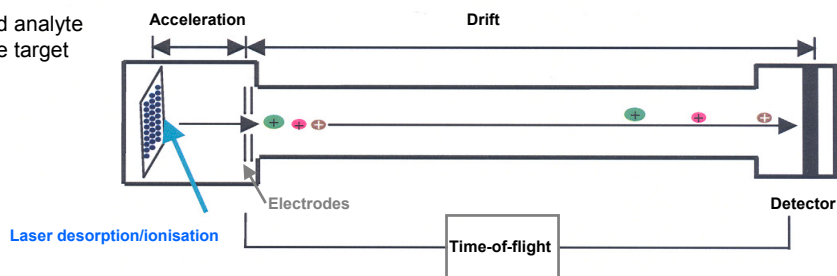 d analyte
e target
Acceleration
Drift
+ + +
+ + +
Electrodes
Detector
Laser desorption/ionisation
Time-of-flight